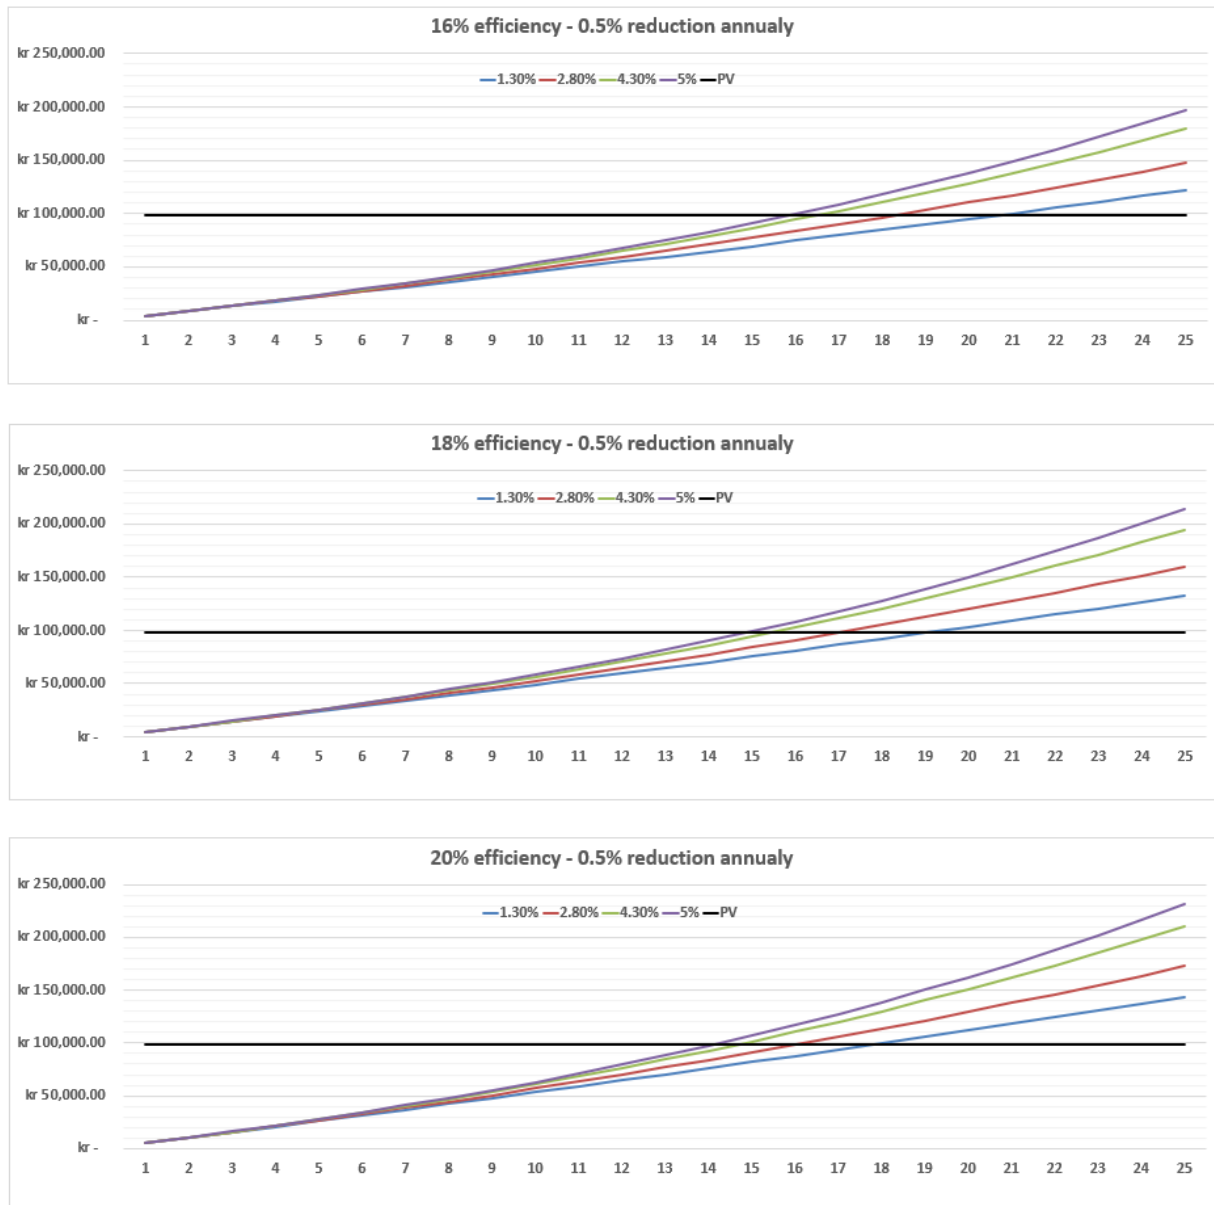 16% efficiency - 0.5% reduction annualy
kr 250,000.00
1.30% 2.80% 4.30% 5% PV
kr 200,000.00
kr 150,000.00
kr 100,000.00
kr 50,000.00
kr -
1 2 3 4 5 6 7 8 9 10 11 12 13 14 15 16 17 18 19 20 21 22 23 24 25
18% efficiency - 0.5% reduction annualy
kr 250,000.00
1.30% 2.80% 4.30% 5% PV
kr 200,000.00
kr 150,000.00
kr 100,000.00
kr 50,000.00
kr -
1 2 3 4 5 6 7 8 9 10 11 12 13 14 15 16 17 18 19 20 21 22 23 24 25
20% efficiency - 0.5% reduction annualy
kr 250,000.00
1.30% 2.80% 4.30% 5% PV
kr 200,000.00
kr 150,000.00
kr 100,000.00
kr 50,000.00
kr -
1 2 3 4 5 6 7 8 9 10 11 12 13 14 15 16 17 18 19 20 21 22 23 24 25